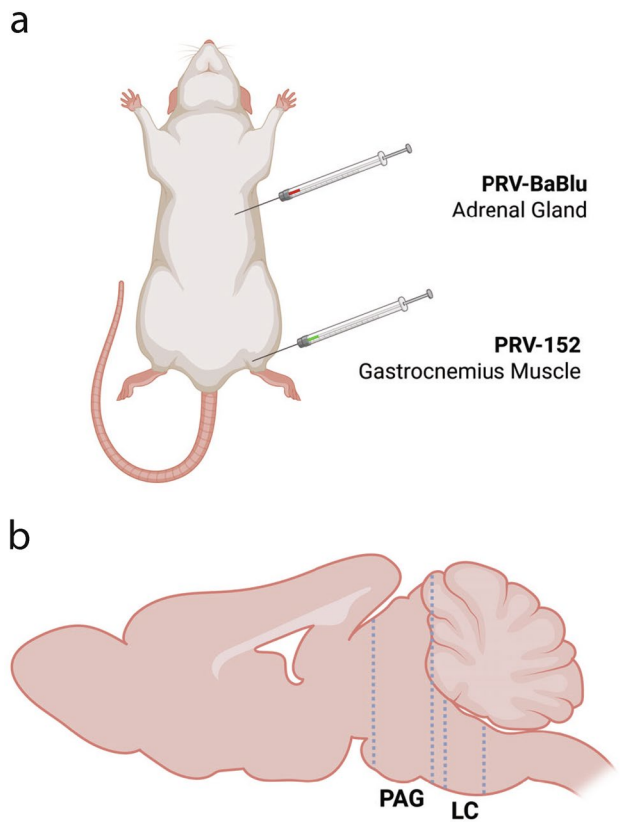 a
PRV-BaBlu
Adrenal Gland
PRV-152
Gastrocnemius Muscle
b
PAG
LC